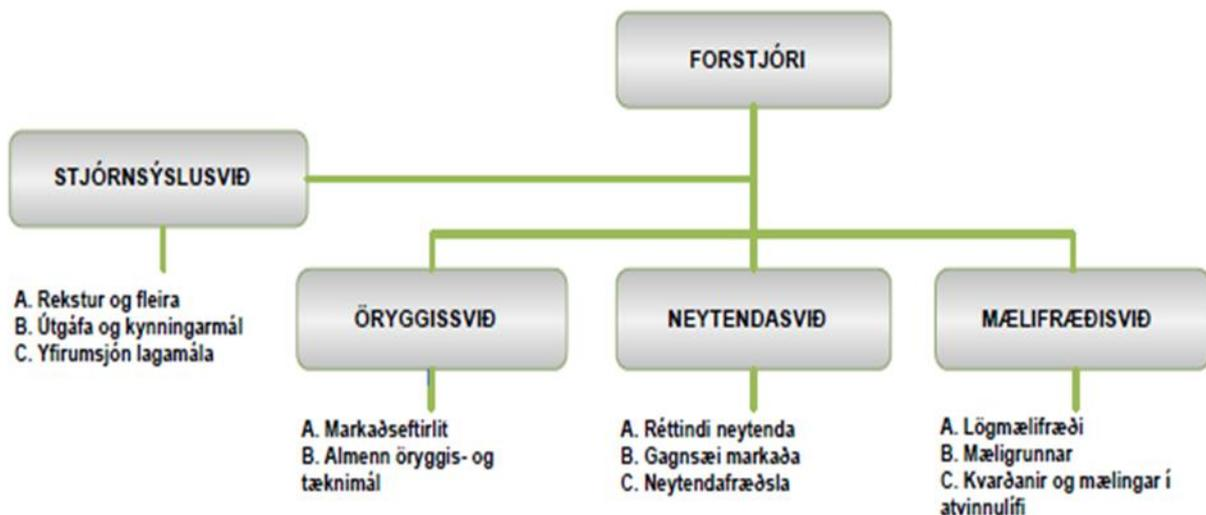 FORSTJÓRI
STJÓRNSÝSLUSVIÐ
A. Rekstur og fleira
B. Útgáfa og kynningarmál
C. Yfirumsjón lagamála
ÖRYGGISSVIÐ
A. Markaðseftirlit
B. Almenn öryggis- og
tæknimál
NEYTENDASVIÐ
A. Réttindi neytenda
B. Gagnsæi markaða
C. Neytendafræðsla
MÆLIFRÆÐISVIÐ
A. Lögmælifræði
B. Mæligrunnar
C. Kvarðanir og mælingar í
atvinnulífi